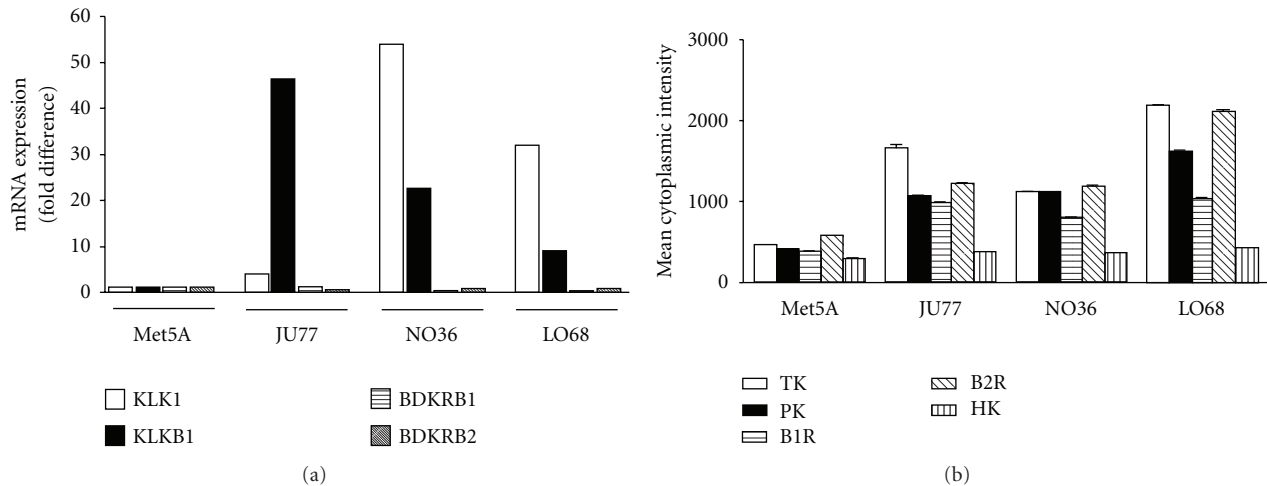 60
50
40
30
20
10
0
mRNA expression
(fold difference)
Met5A JU77 NO36 LO68
KLK1
KLKB1
BDKRB1
BDKRB2
(a)
3000
2000
1000
0
Mean cytoplasmic intensity
Met5A JU77 NO36 LO68
TK
PK
B1R
B2R
HK
(b)